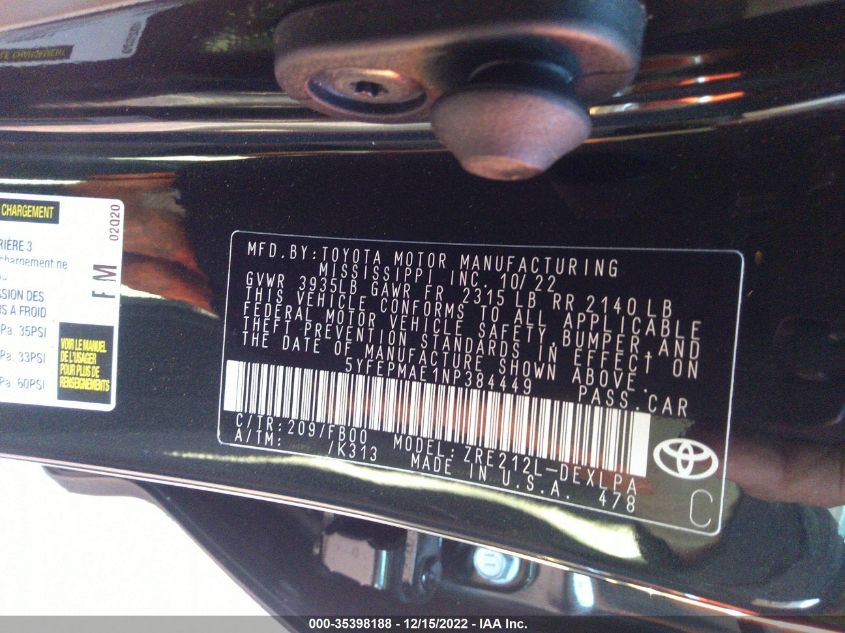 CHARGEMENT
02Q20
RIÈRE 3
chargement ne
FM
SSION DES
S A FROID
Pa. 35PSI
Pa. 33PSI
Pa. 60PSI
VOIR LE MANUEL
DE L'USAGER
POUR PLUS DE
RENSEIGNEMENTS
MFD.BY:TOYOTA MOTOR MANUFACTURING
MISSISSIPPI INC. 10/22
GVWR 3935LB GAWR FR 2315 LB RR 2140 LB
THIS VEHICLE CONFORMS TO ALL APPLICABLE
FEDERAL MOTOR VEHICLE SAFETY,BUMPER,AND
THEFT PREVENTION STANDARDS IN EFFECT ON
THE DATE OF MANUFACTURE SHOWN ABOVE.
5YFEPMAE1NP384449 PASS.CAR
C/TR:209/FB00 MODEL:ZRE212L-DEXLPA
A/TM: /K313 MADE IN U.S.A. 478
C
000-35398188 - 12/15/2022 - IAA Inc.